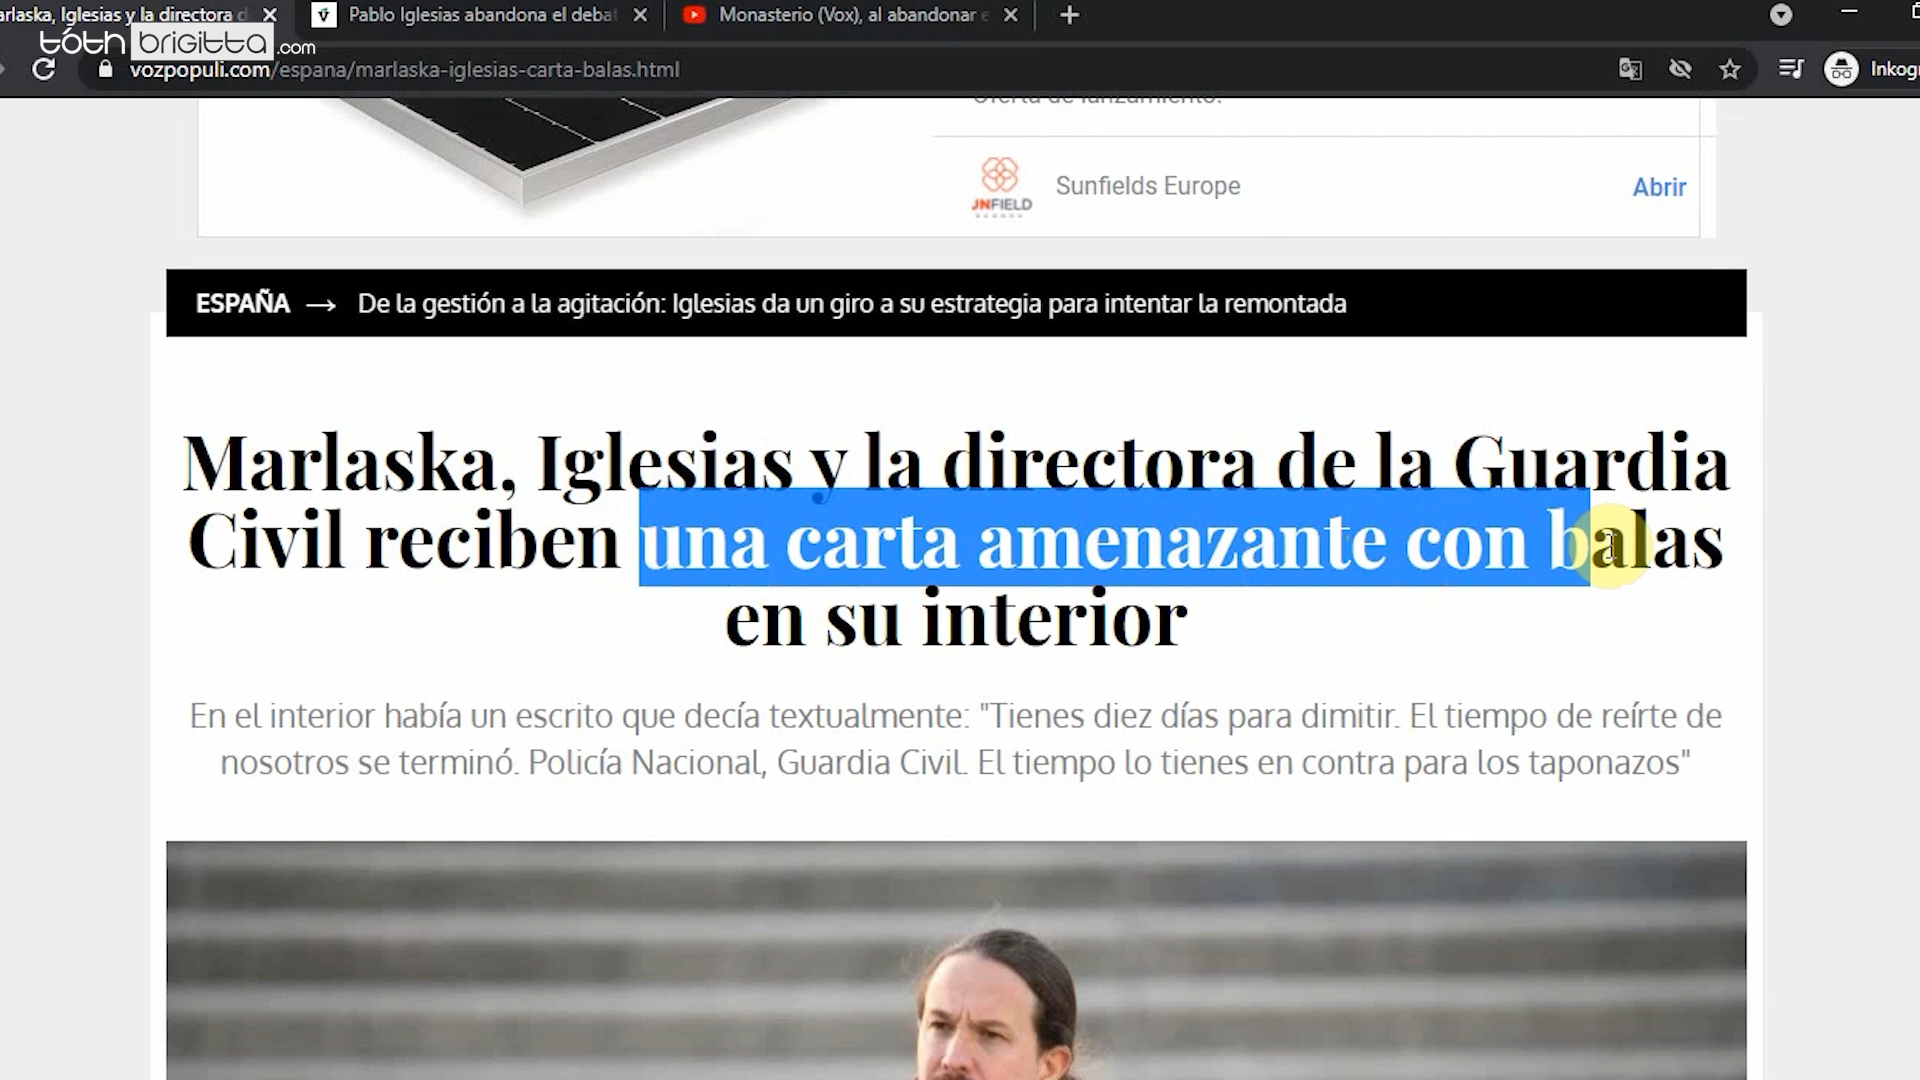 arlaska, Iglesias y la directora d
Pablo Iglesias abandona el debat
Monasterio (Vox), al abandonar e
tóth brigitta .com
vozpopuli.com/espana/marlaska-iglesias-carta-balas.html
Inkog
Oferta de lanzamiento.
JNFIELD
Sunfields Europe
Abrir
ESPAÑA → De la gestión a la agitación: Iglesias da un giro a su estrategia para intentar la remontada
Marlaska, Iglesias y la directora de la Guardia
Civil reciben una carta amenazante con balas
en su interior
En el interior había un escrito que decía textualmente: "Tienes diez días para dimitir. El tiempo de reírte de
nosotros se terminó. Policía Nacional, Guardia Civil. El tiempo lo tienes en contra para los taponazos"